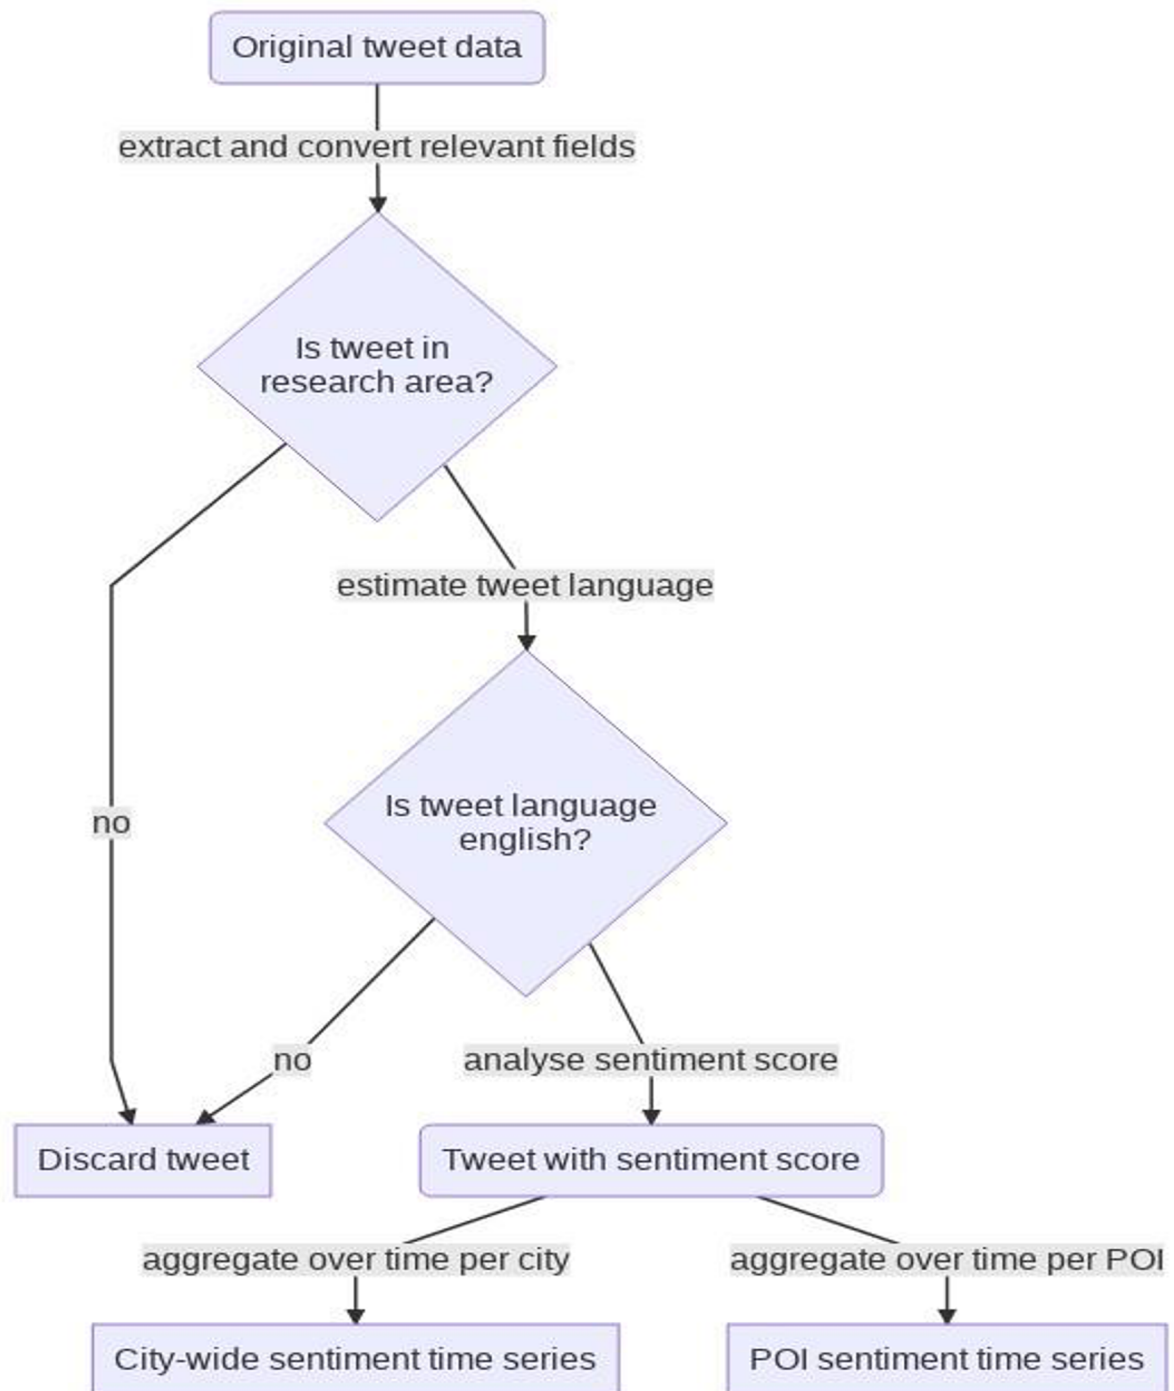 Original tweet data
extract and convert relevant fields
Is tweet in
research area?
estimate tweet language
Is tweet language
english?
no
no
analyse sentiment score
Discard tweet
Tweet with sentiment score
aggregate over time per city
aggregate over time per POI
City-wide sentiment time series
POI sentiment time series